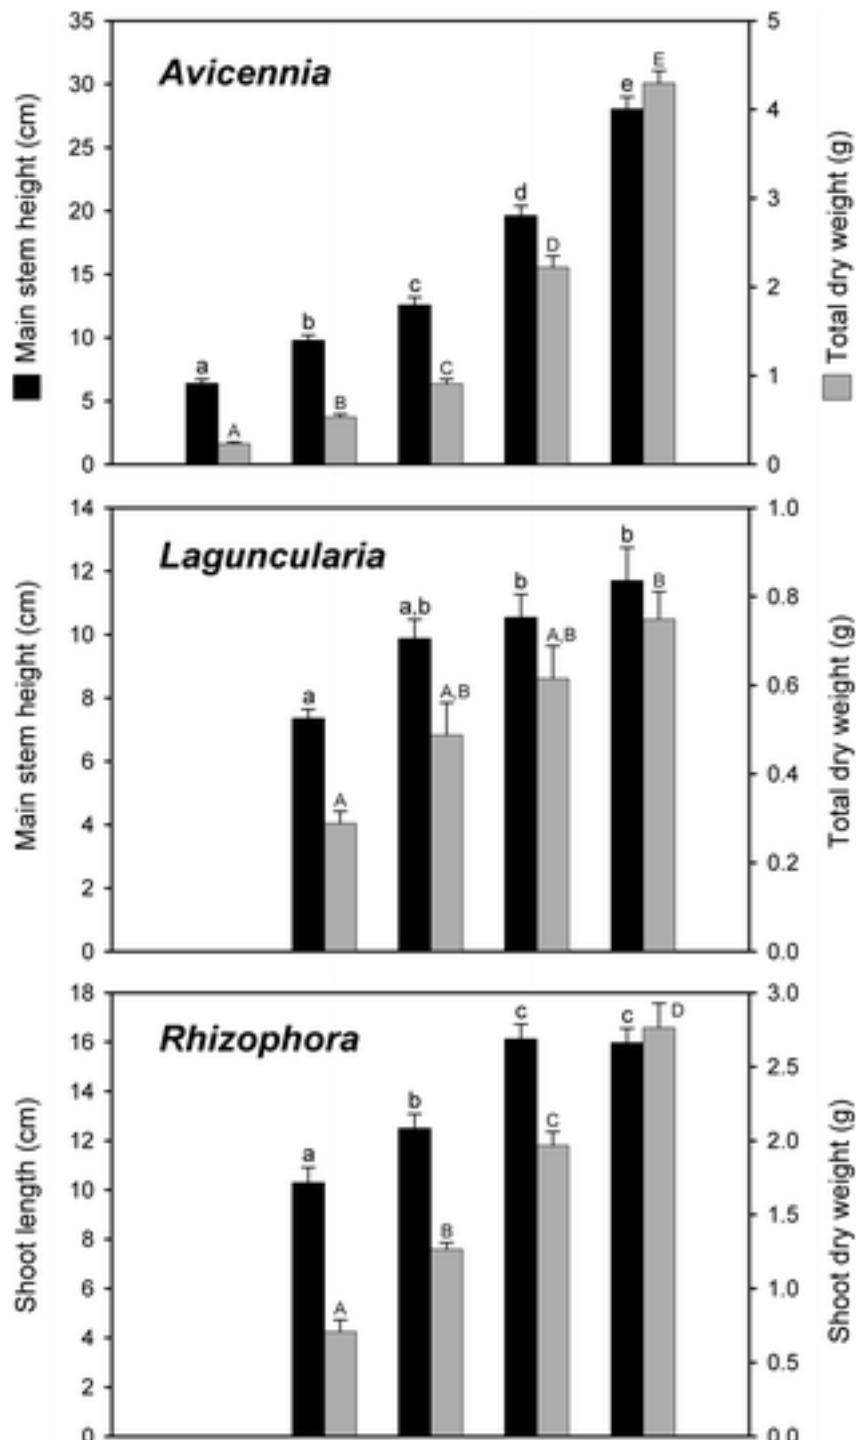 Avicennia
Main stem height (cm)
35
30
25
20
15
10
5
0
a
A
b
B
c
C
d
D
e
E
5
4
3
2
1
0
Total dry weight (g)
Laguncularia
Main stem height (cm)
14
12
10
8
6
4
2
0
a
A
a,b
A,B
b
A,B
b
B
1.0
0.8
0.6
0.4
0.2
0.0
Total dry weight (g)
Rhizophora
Shoot length (cm)
18
16
14
12
10
8
6
4
2
0
a
A
b
B
c
C
c
D
3.0
2.5
2.0
1.5
1.0
0.5
0.0
Shoot dry weight (g)